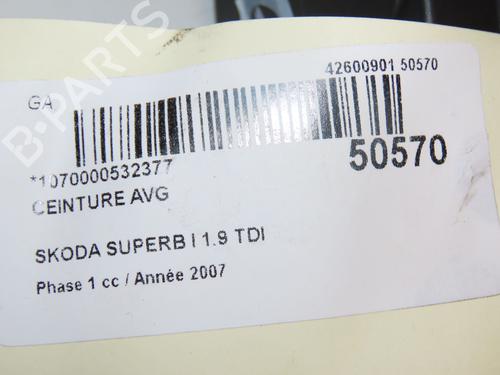 GA
42600901 50570
*1070000532377
50570
CEINTURE AVG
SKODA SUPERB I 1.9 TDI
Phase 1 cc / Année 2007
B-PARTS